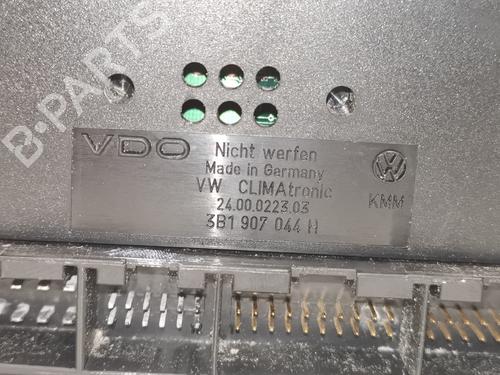 B-PARTS
VDO
Nicht werfen
Made in Germany
VW CLIMAtronic
24.00.0223.03
3B1 907 044 H
KMM